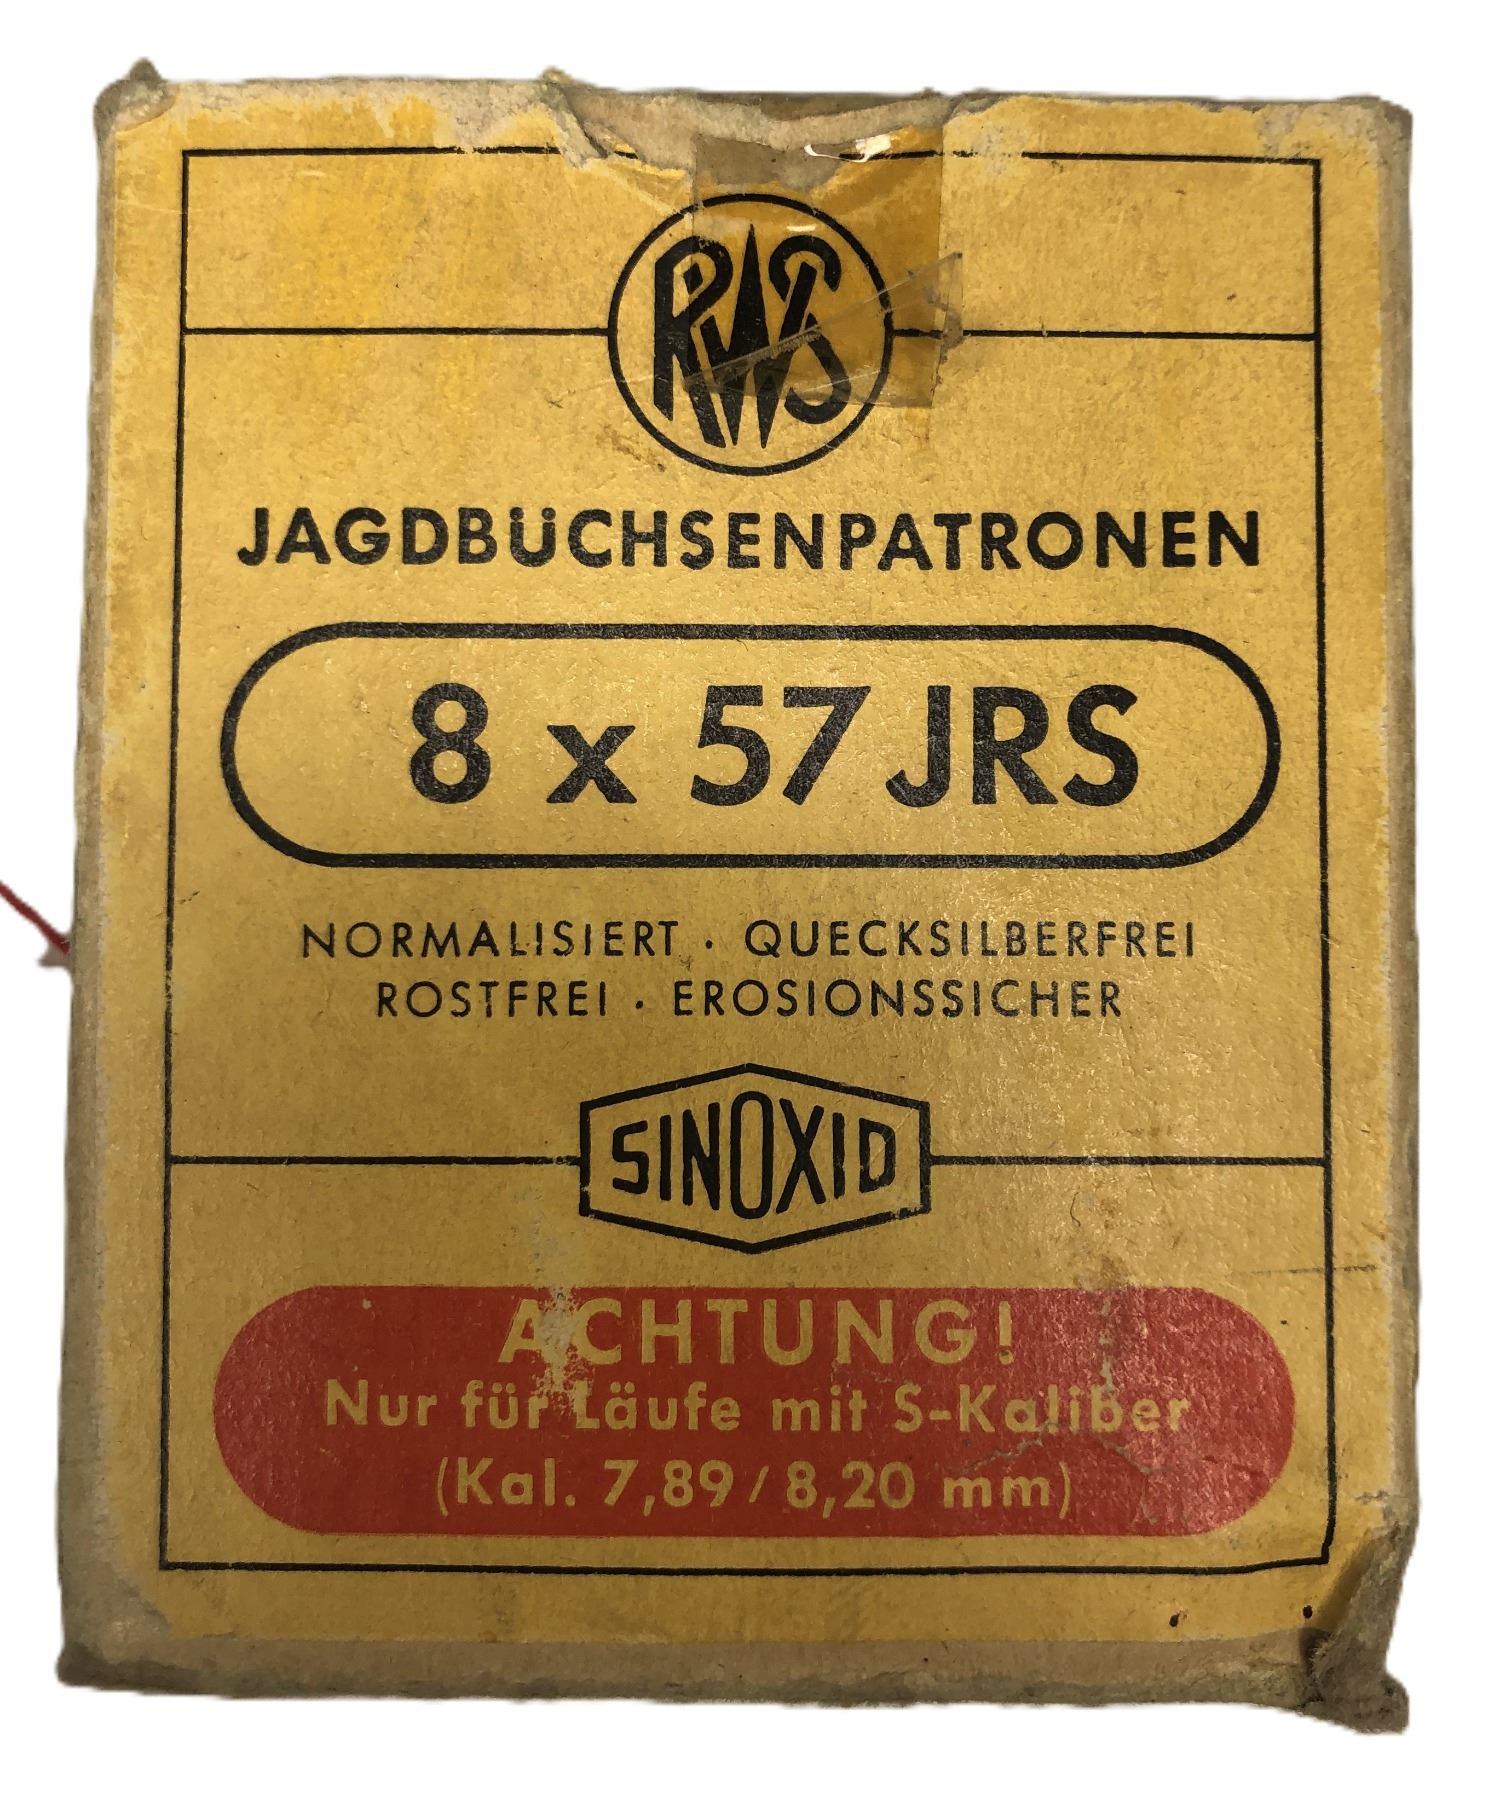 RWS
JAGDBÜCHSENPATRONEN
8 x 57 JRS
NORMALISIERT · QUECKSILBERFREI
ROSTFREI · EROSIONSSICHER
SINOXID
ACHTUNG!
Nur für Läufe mit S-Kaliber
(Kal. 7,89/8,20 mm)